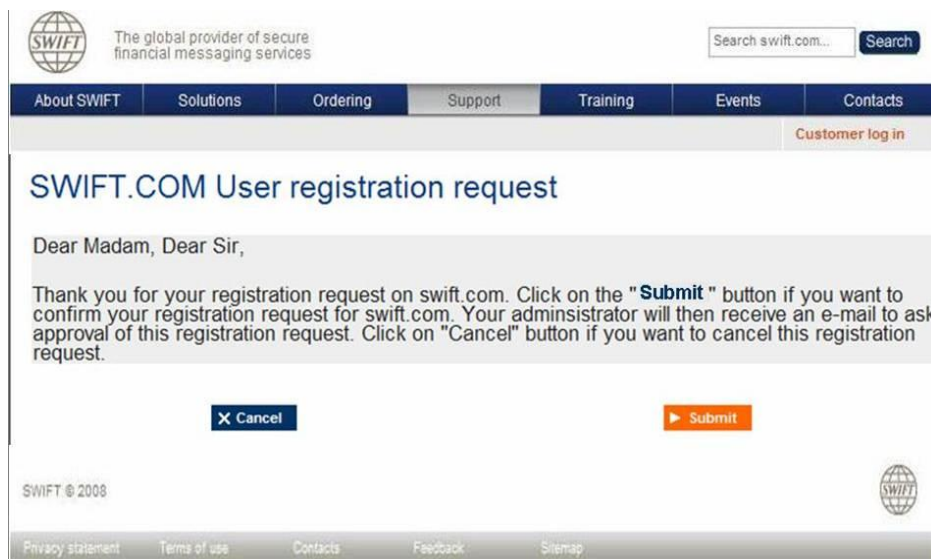 SWIFT
The global provider of secure
financial messaging services
Search swift.com...
Search
About SWIFT
Solutions
Ordering
Support
Training
Events
Contacts
Customer log in
SWIFT.COM User registration request
Dear Madam, Dear Sir,
Thank you for your registration request on swift.com. Click on the "Submit " button if you want to
confirm your registration request for swift.com. Your adminsistrator will then receive an e-mail to ask
approval of this registration request. Click on "Cancel" button if you want to cancel this registration
request.
X Cancel
Submit
SWIFT © 2008
SWIFT
Privacy statement
Terms of use
Contacts
Feedback
Sitemap